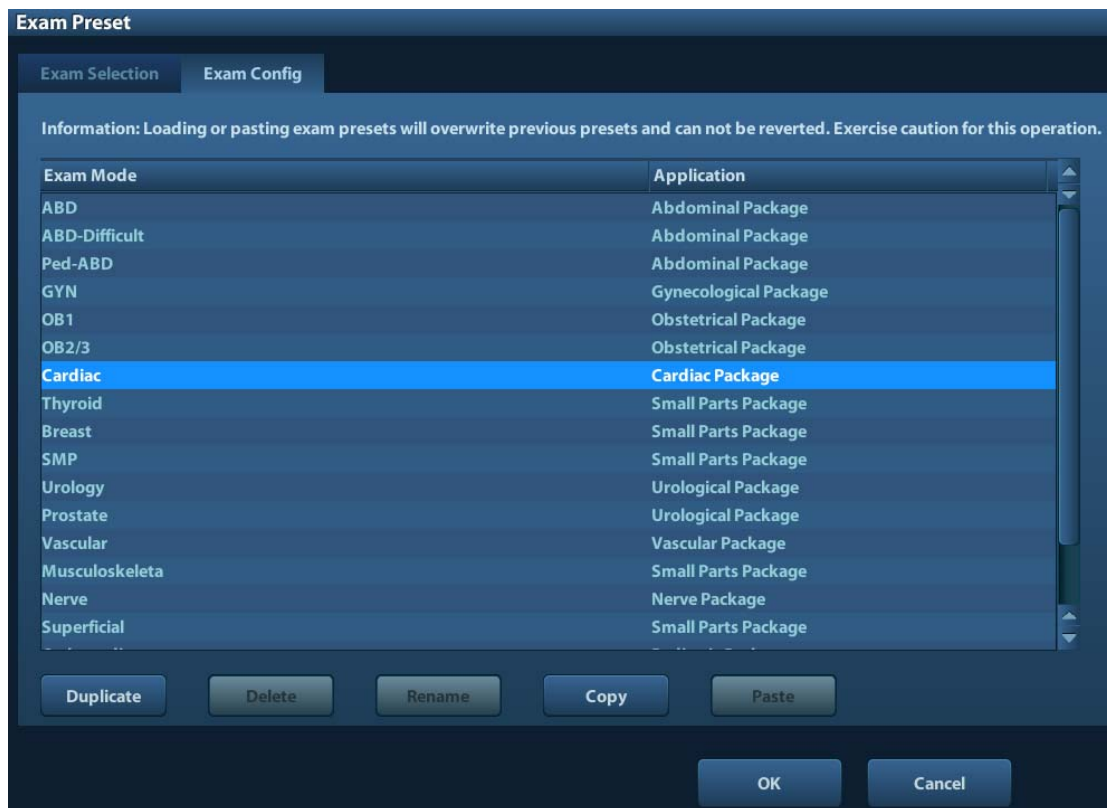 Exam Preset
Exam Selection Exam Config
Information: Loading or pasting exam presets will overwrite previous presets and can not be reverted. Exercise caution for this operation.
Exam Mode Application
ABD Abdominal Package
ABD-Difficult Abdominal Package
Ped-ABD Abdominal Package
GYN Gynecological Package
OB1 Obstetrical Package
OB2/3 Obstetrical Package
Cardiac Cardiac Package
Thyroid Small Parts Package
Breast Small Parts Package
SMP Small Parts Package
Urology Urological Package
Prostate Urological Package
Vascular Vascular Package
Musculoskeleta Small Parts Package
Nerve Nerve Package
Superficial Small Parts Package
Duplicate Delete Rename Copy Paste
OK Cancel